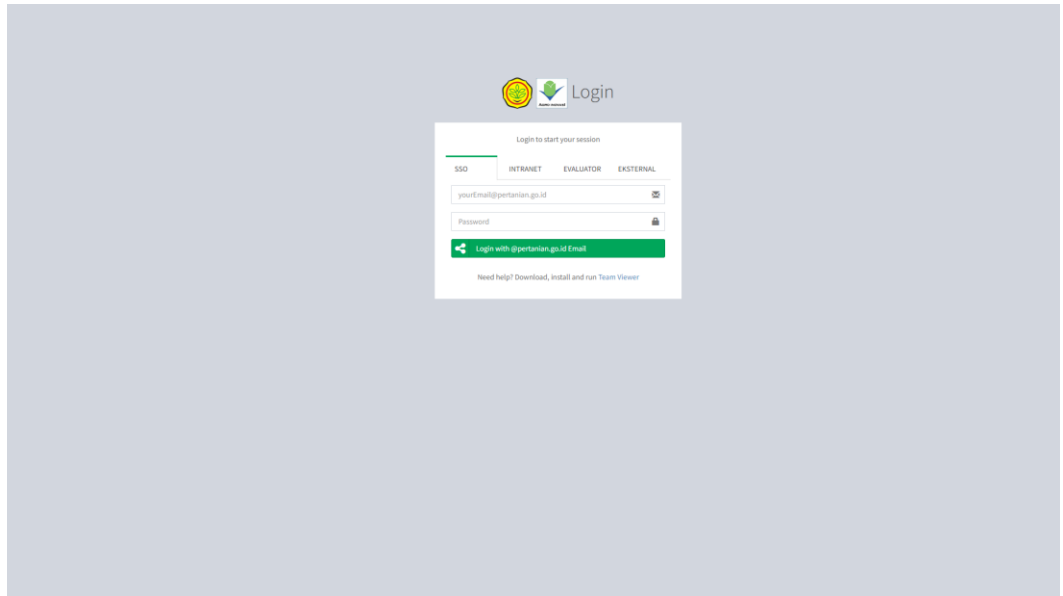 Login
Login to start your session
SSO INTRANET EVALUATOR EKSTERNAL
yourEmail@pertanian.go.id
Password
Login with @pertanian.go.id Email
Need help? Download, install and run Team Viewer